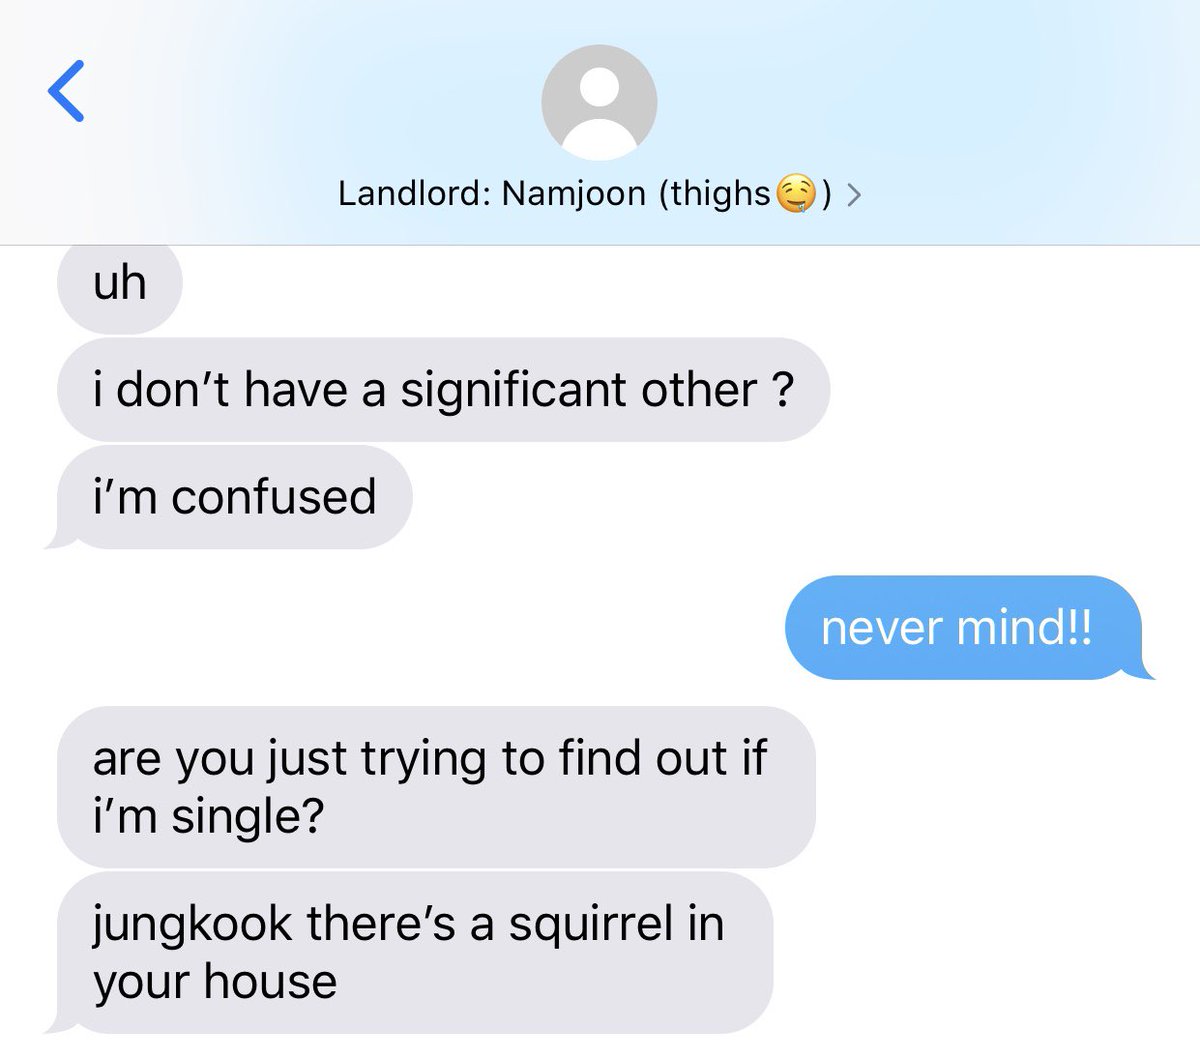 Landlord: Namjoon (thighs🤤) >
uh
i don’t have a significant other ?
i’m confused
never mind!!
are you just trying to find out if
i’m single?
jungkook there’s a squirrel in
your house